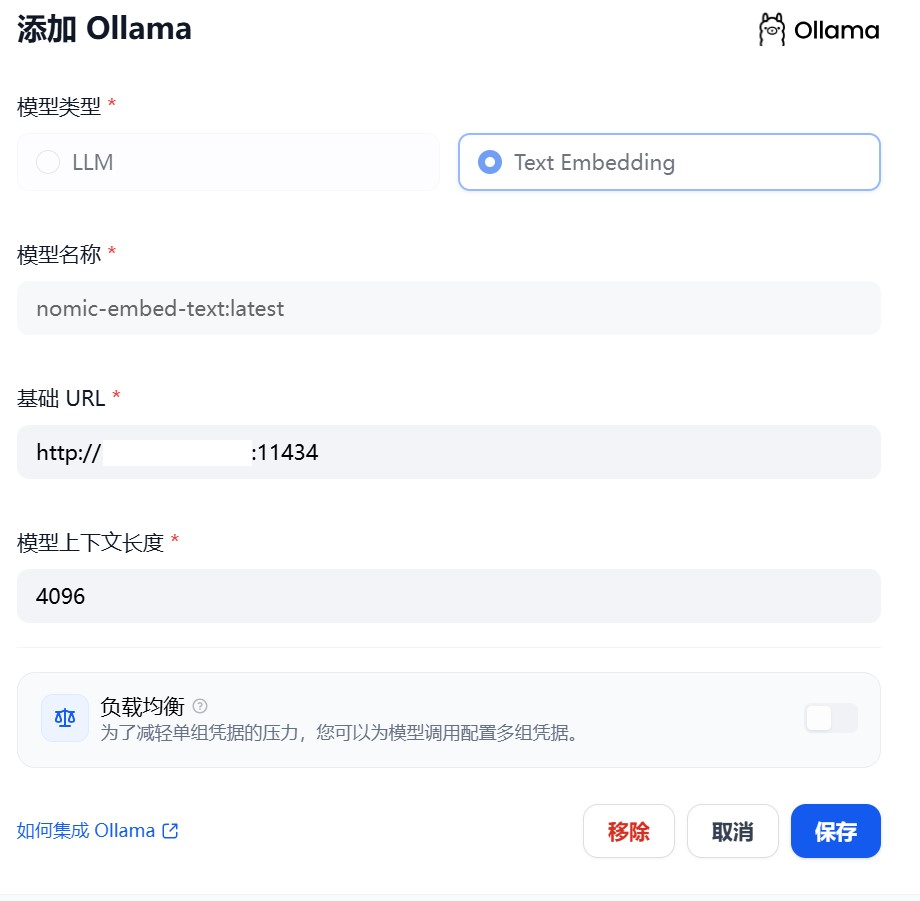 添加 Ollama
Ollama
模型类型 *
LLM
Text Embedding
模型名称 *
nomic-embed-text:latest
基础 URL *
http://
:11434
模型上下文长度 *
4096
负载均衡 ?
为了减轻单组凭据的压力，您可以为模型调用配置多组凭据。
如何集成 Ollama
移除
取消
保存